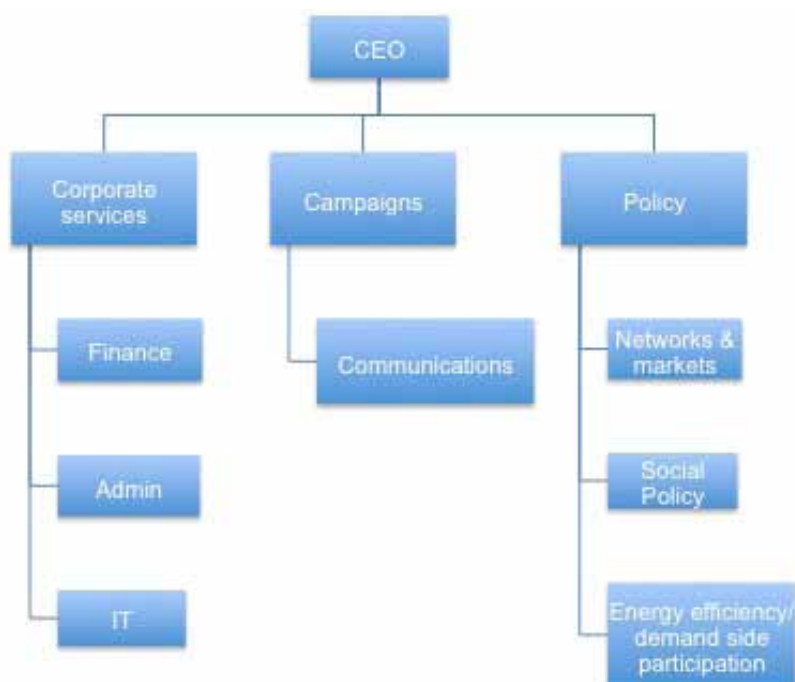 CEO
Corporate
services
Campaigns
Policy
Finance
Communications
Networks &
markets
Admin
Social
Policy
IT
Energy efficiency/
demand side
participation